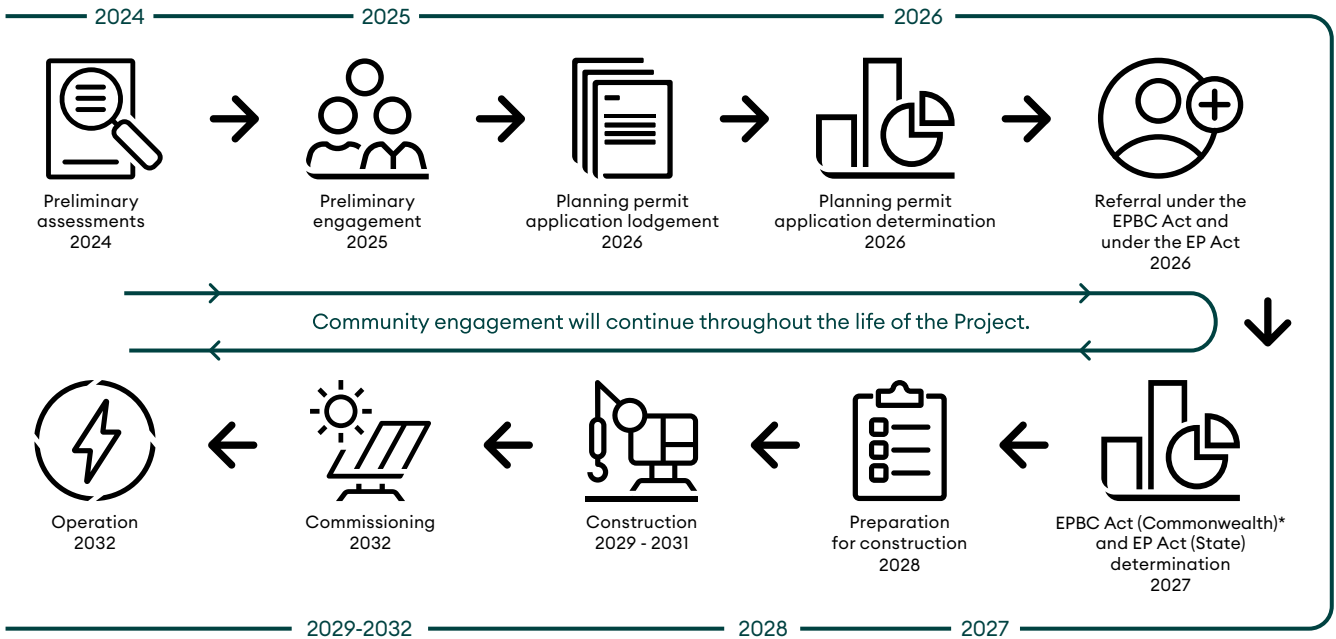 2024
2025
2026
Preliminary
assessments
2024
Preliminary
engagement
2025
Planning permit
application lodgement
2026
Planning permit
application determination
2026
Referral under the
EPBC Act and
under the EP Act
2026
Community engagement will continue throughout the life of the Project.
Operation
2032
Commissioning
2032
Construction
2029 - 2031
Preparation
for construction
2028
EPBC Act (Commonwealth)*
and EP Act (State)
determination
2027
2029-2032
2028
2027